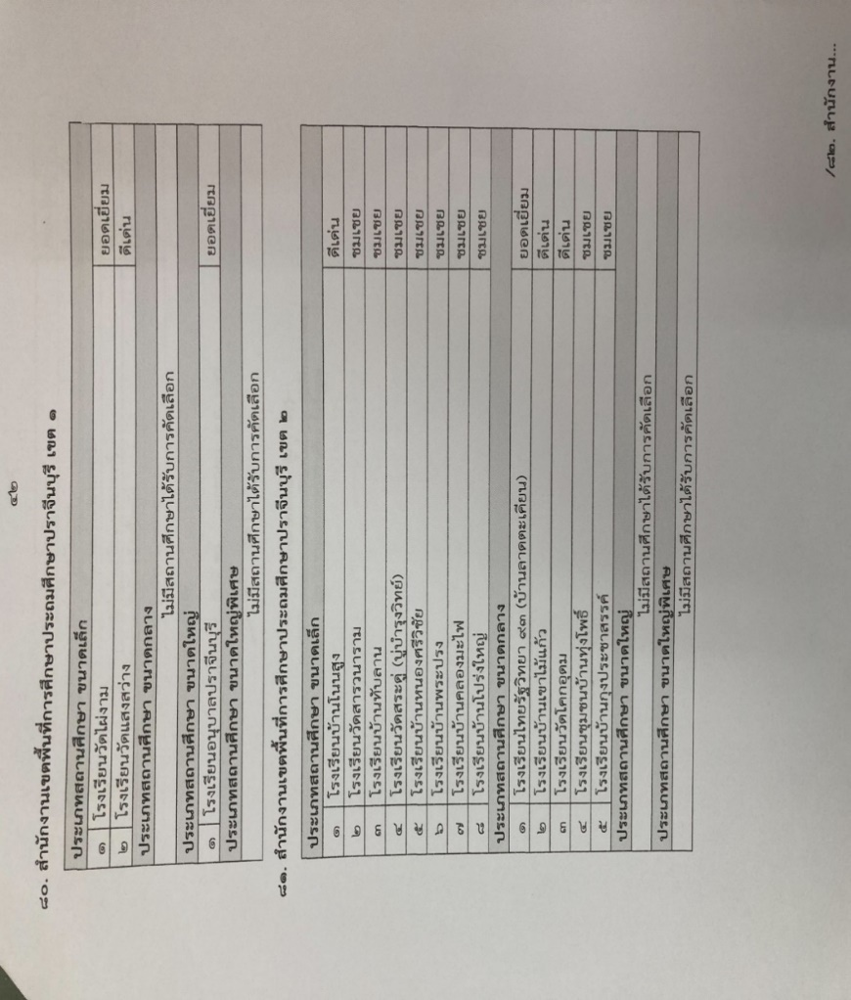 ๔๒
๘๐. สำนักงานเขตพื้นที่การศึกษาประถมศึกษาปราจีนบุรี เขต ๑
ประเภทสถานศึกษา ขนาดเล็ก
๑ โรงเรียนวัดไผ่งาม ยอดเยี่ยม
๒ โรงเรียนวัดแสงสว่าง ดีเด่น
ประเภทสถานศึกษา ขนาดกลาง
ไม่มีสถานศึกษาได้รับการคัดเลือก
ประเภทสถานศึกษา ขนาดใหญ่
๑ โรงเรียนอนุบาลปราจีนบุรี ยอดเยี่ยม
ประเภทสถานศึกษา ขนาดใหญ่พิเศษ
ไม่มีสถานศึกษาได้รับการคัดเลือก
๘๑. สำนักงานเขตพื้นที่การศึกษาประถมศึกษาปราจีนบุรี เขต ๒
ประเภทสถานศึกษา ขนาดเล็ก
๑ โรงเรียนบ้านโนนสูง ดีเด่น
๒ โรงเรียนวัดสารวนาราม ชมเชย
๓ โรงเรียนบ้านทับลาน ชมเชย
๔ โรงเรียนวัดสระดู่ (นู่บำรุงวิทย์) ชมเชย
๕ โรงเรียนบ้านหนองศรีวิชัย ชมเชย
๖ โรงเรียนบ้านพระปรง ชมเชย
๗ โรงเรียนบ้านคลองมะไฟ ชมเชย
๘ โรงเรียนบ้านโปร่งใหญ่ ชมเชย
ประเภทสถานศึกษา ขนาดกลาง
๑ โรงเรียนไทยรัฐวิทยา ๙๓ (บ้านลาดตะเคียน) ยอดเยี่ยม
๒ โรงเรียนบ้านเขาไม้แก้ว ดีเด่น
๓ โรงเรียนวัดโคกอุดม ดีเด่น
๔ โรงเรียนชุมชนบ้านทุ่งโพธิ์ ชมเชย
๕ โรงเรียนบ้านกุงประชาสรรค์ ชมเชย
ประเภทสถานศึกษา ขนาดใหญ่
ไม่มีสถานศึกษาได้รับการคัดเลือก
ประเภทสถานศึกษา ขนาดใหญ่พิเศษ
ไม่มีสถานศึกษาได้รับการคัดเลือก
/๘๒. สำนักงาน...